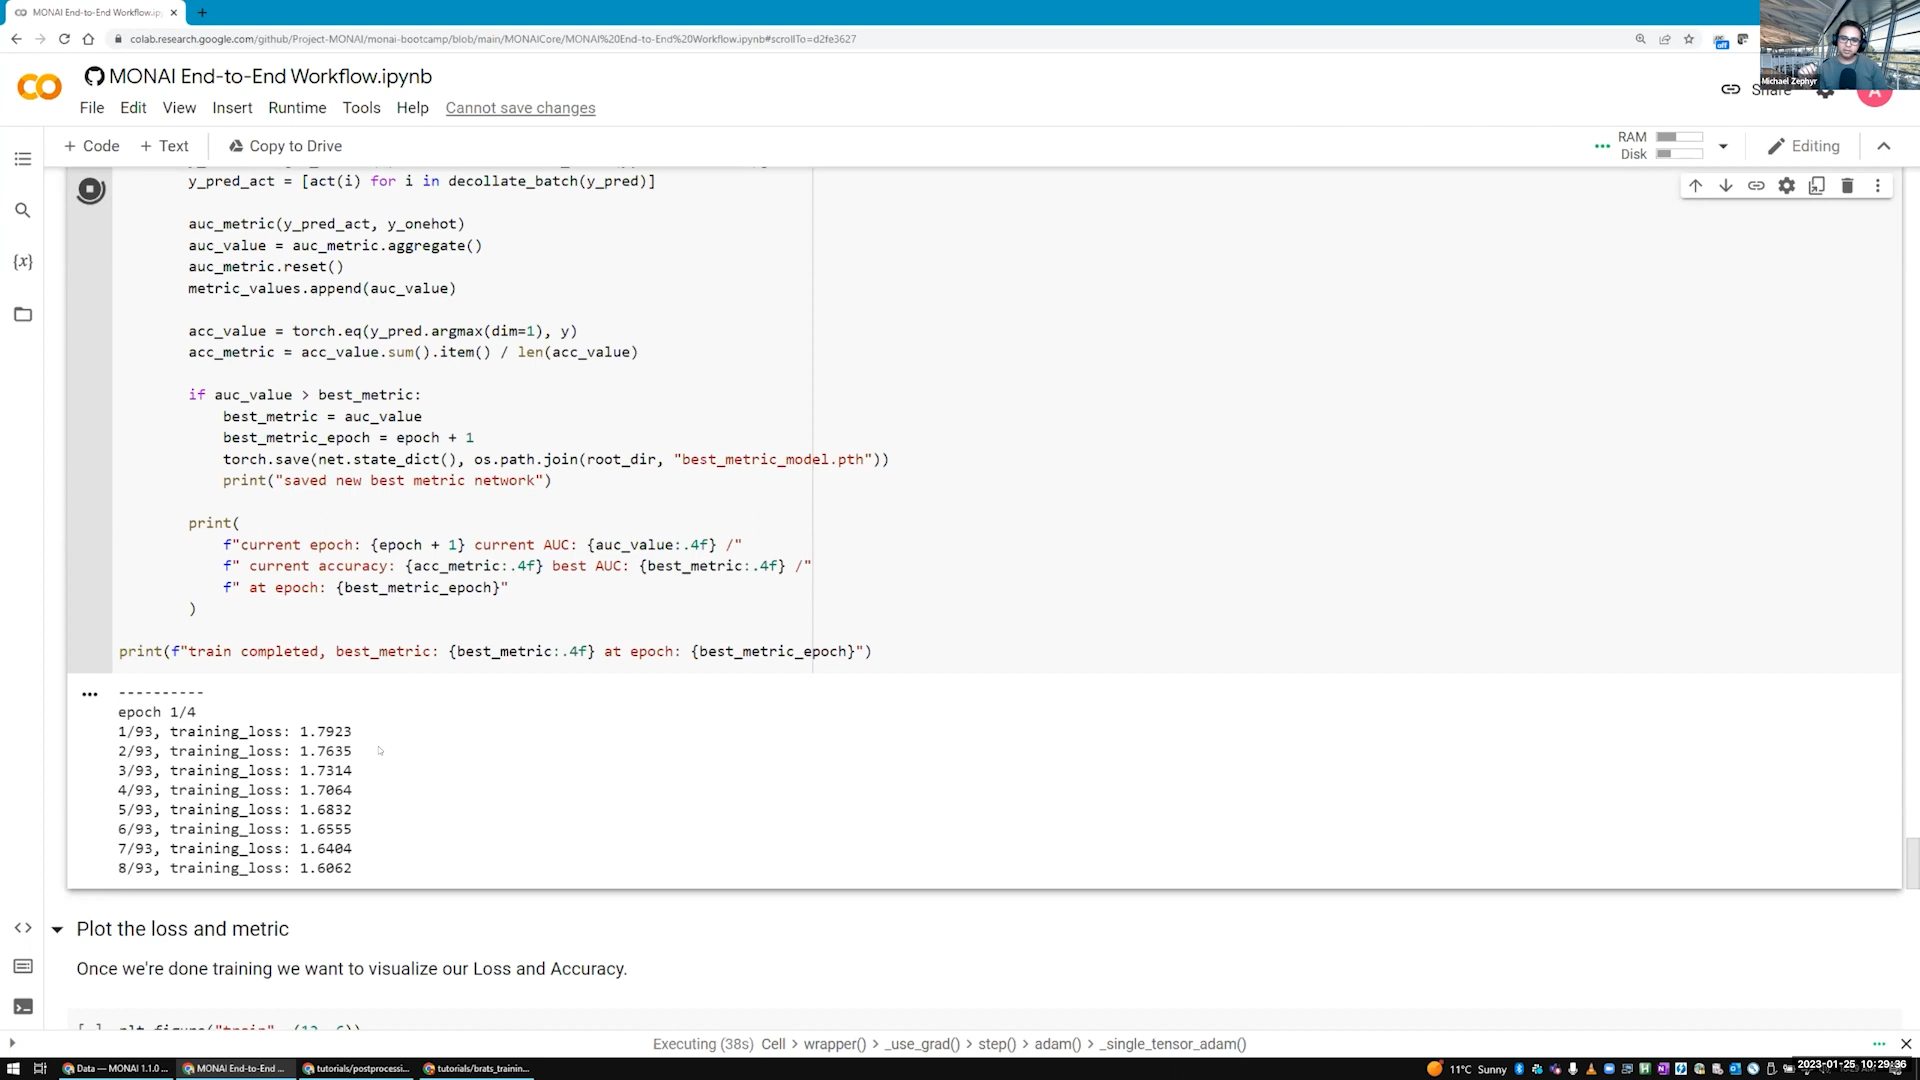 MONAI End-to-End Workflow.ip
colab.research.google.com/github/Project-MONAI/monai-bootcamp/blob/main/MONAICore/MONAI%20End-to-End%20Workflow.ipynb#scrollTo=d2fe3627
off
Michael Zephyr
MONAI End-to-End Workflow.ipynb
File Edit View Insert Runtime Tools Help Cannot save changes
Share
A
+ Code + Text Copy to Drive
RAM
Disk
Editing
y_pred_act = [act(i) for i in decollate_batch(y_pred)]
auc_metric(y_pred_act, y_onehot)
auc_value = auc_metric.aggregate()
auc_metric.reset()
metric_values.append(auc_value)
acc_value = torch.eq(y_pred.argmax(dim=1), y)
acc_metric = acc_value.sum().item() / len(acc_value)
if auc_value > best_metric:
best_metric = auc_value
best_metric_epoch = epoch + 1
torch.save(net.state_dict(), os.path.join(root_dir, "best_metric_model.pth"))
print("saved new best metric network")
print(
f"current epoch: {epoch + 1} current AUC: {auc_value:.4f} /"
f" current accuracy: {acc_metric:.4f} best AUC: {best_metric:.4f} /"
f" at epoch: {best_metric_epoch}"
)
print(f"train completed, best_metric: {best_metric:.4f} at epoch: {best_metric_epoch}")
----------
epoch 1/4
1/93, training_loss: 1.7923
2/93, training_loss: 1.7635
3/93, training_loss: 1.7314
4/93, training_loss: 1.7064
5/93, training_loss: 1.6832
6/93, training_loss: 1.6555
7/93, training_loss: 1.6404
8/93, training_loss: 1.6062
Plot the loss and metric
Once we're done training we want to visualize our Loss and Accuracy.
[ ] plt.figure("train", (12, 6))
Executing (38s) Cell > wrapper() > _use_grad() > step() > adam() > _single_tensor_adam()
Data — MONAI 1.1.0 ... MONAI End-to-End ... tutorials/postprocessi... tutorials/brats_trainin...
11°C Sunny
2023-01-25 10:29:36